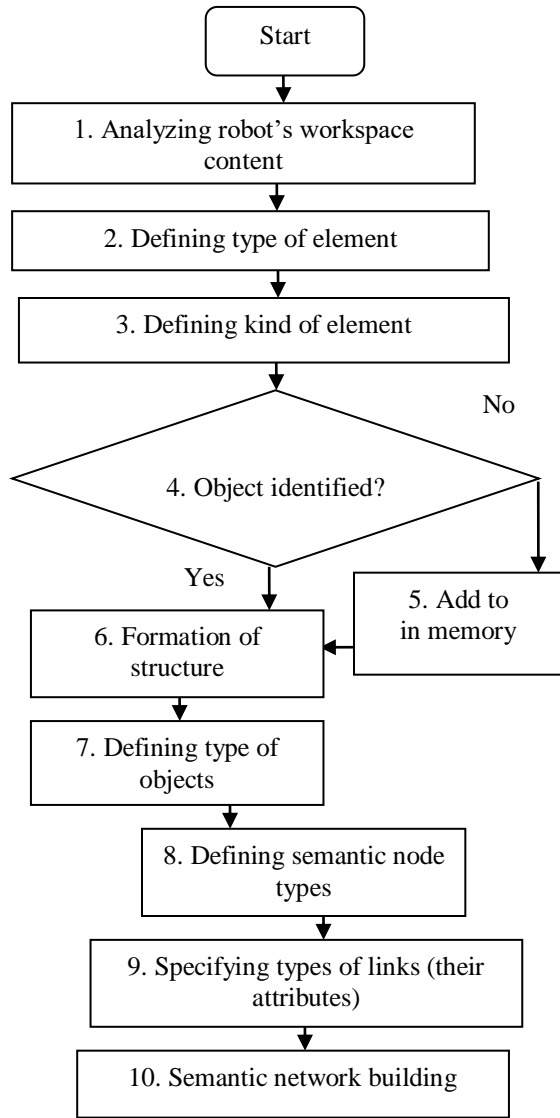 Start
1. Analyzing robot’s workspace
content
2. Defining type of element
3. Defining kind of element
No
4. Object identified?
Yes
5. Add to
in memory
6. Formation of
structure
7. Defining type of
objects
8. Defining semantic node
types
9. Specifying types of links (their
attributes)
10. Semantic network building